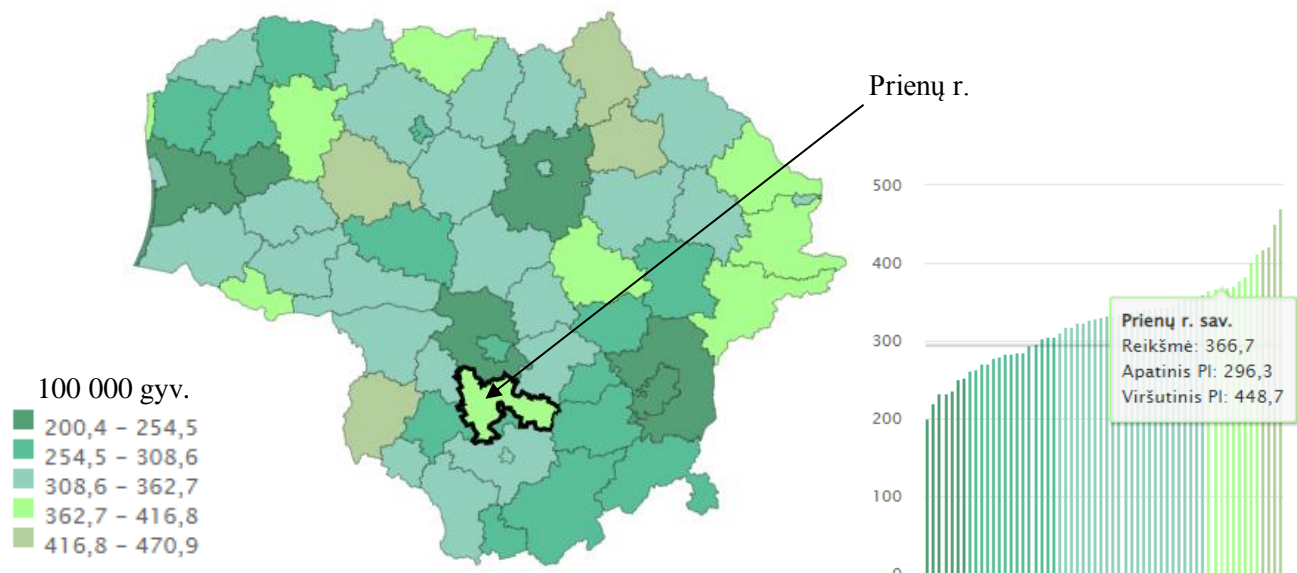 Prienų r.
100 000 gyv.
200,4 – 254,5
254,5 – 308,6
308,6 – 362,7
362,7 – 416,8
416,8 – 470,9
500
400
300
200
100
0
Prienų r. sav.
Reikšmė: 366,7
Apatinis PI: 296,3
Viršutinis PI: 448,7